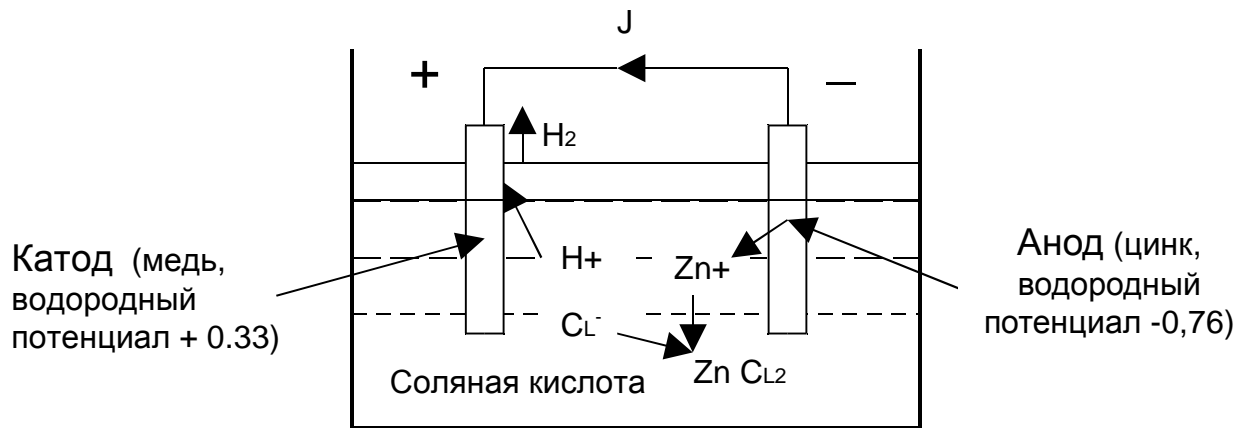 J
+ –
H2
Катод (медь,
водородный
потенциал + 0.33)
H+
Zn+
CL-
Zn CL2
Соляная кислота
Анод (цинк,
водородный
потенциал -0,76)